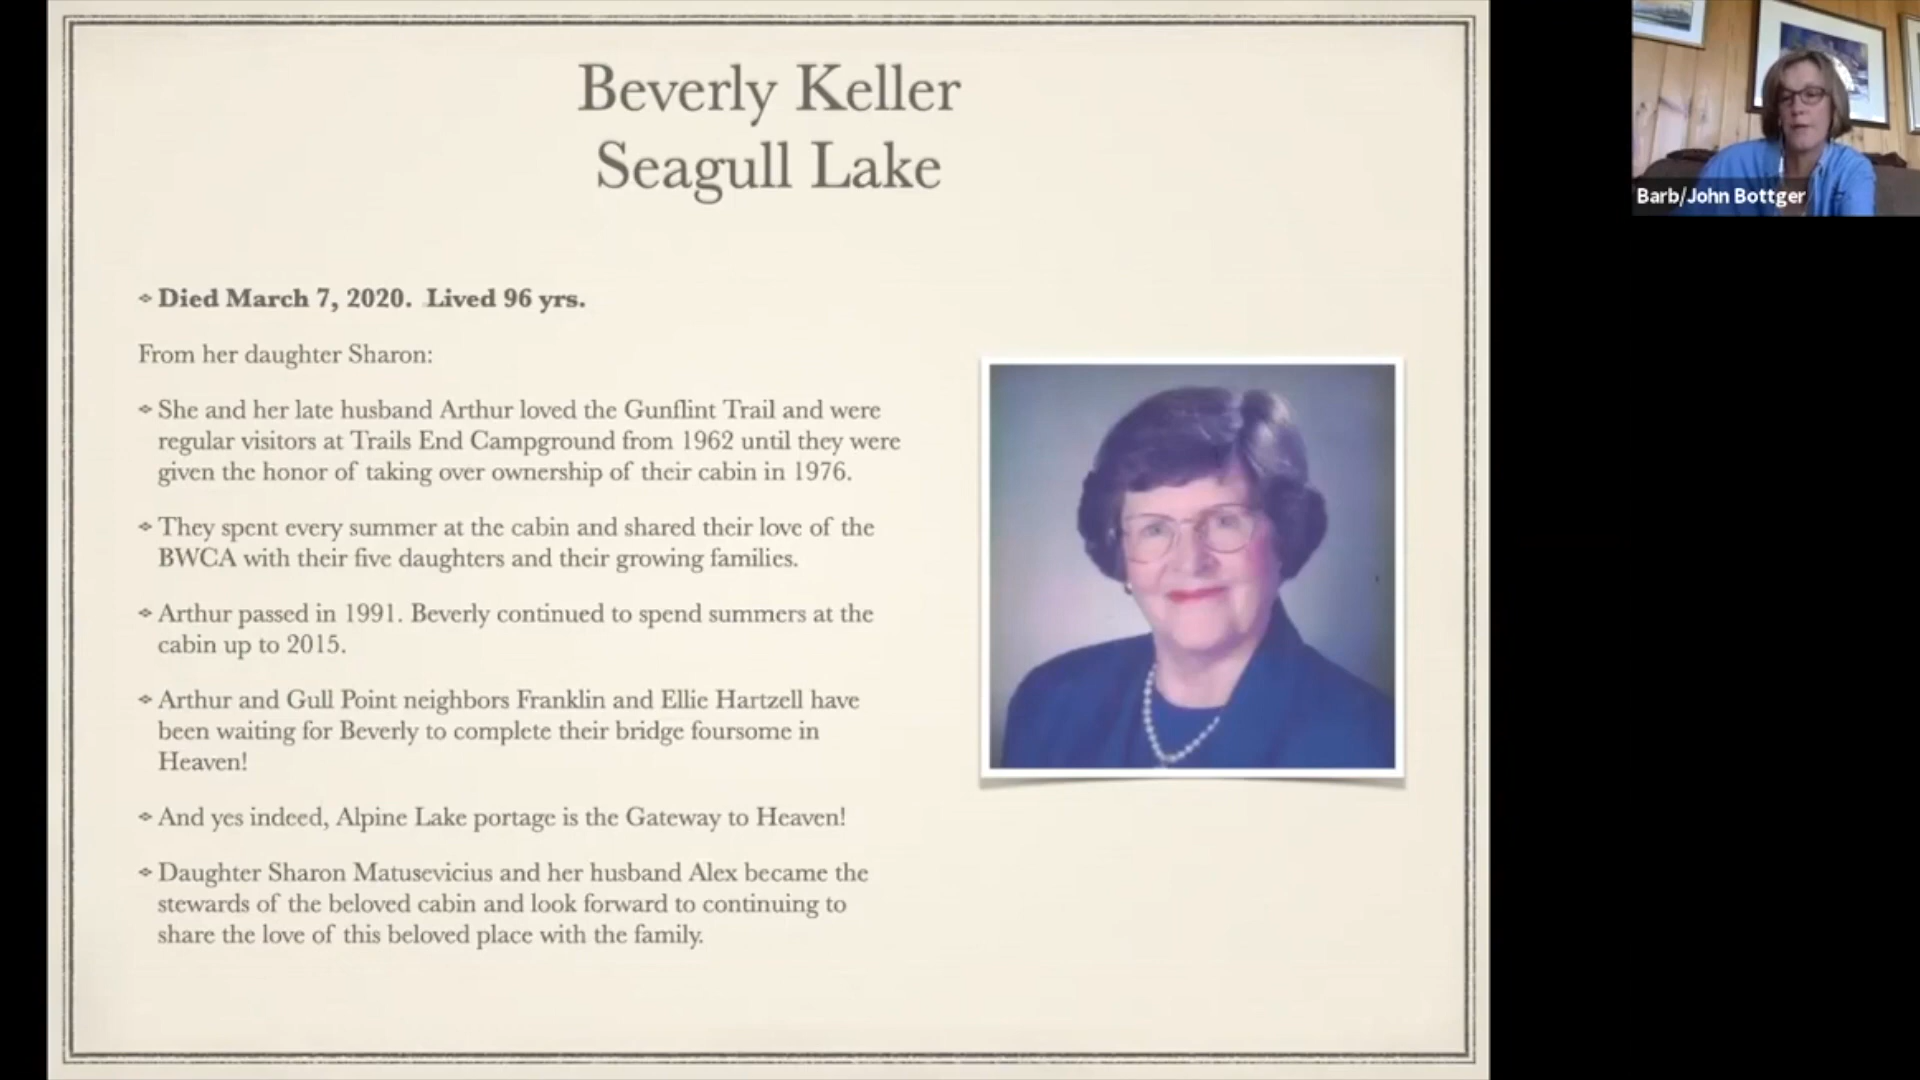 Beverly Keller
Seagull Lake
Died March 7, 2020. Lived 96 yrs.
From her daughter Sharon:
She and her late husband Arthur loved the Gunflint Trail and were
regular visitors at Trails End Campground from 1962 until they were
given the honor of taking over ownership of their cabin in 1976.
They spent every summer at the cabin and shared their love of the
BWCA with their five daughters and their growing families.
Arthur passed in 1991. Beverly continued to spend summers at the
cabin up to 2015.
Arthur and Gull Point neighbors Franklin and Ellie Hartzell have
been waiting for Beverly to complete their bridge foursome in
Heaven!
And yes indeed, Alpine Lake portage is the Gateway to Heaven!
Daughter Sharon Matusevicius and her husband Alex became the
stewards of the beloved cabin and look forward to continuing to
share the love of this beloved place with the family.
Barb/John Bottger